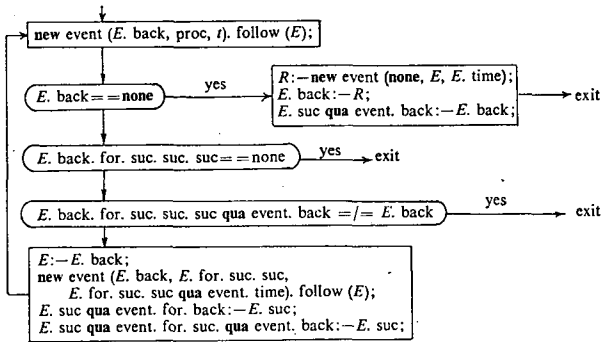 new event (E. back, proc, t). follow (E);
E. back==none
yes
R:—new event (none, E, E. time);
E. back:—R;
E. suc qua event. back:—E. back;
exit
E. back. for. suc. suc. suc==none
yes
exit
E. back. for. suc. suc. suc qua event. back =/= E. back
yes
exit
E:—E. back;
new event (E. back, E. for. suc. suc,
E. for. suc. suc qua event. time). follow (E);
E. suc qua event. for. back:—E. suc;
E. suc qua event. for. suc. qua event. back:—E. suc;